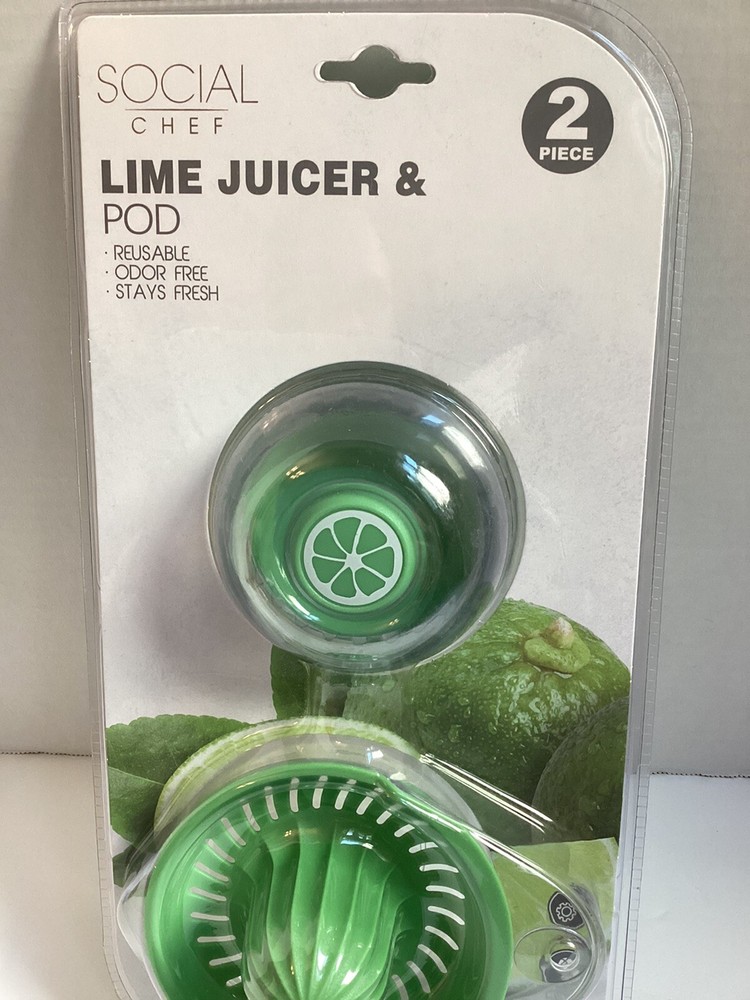 SOCIAL
CHEF
2
PIECE
LIME JUICER &
POD
· REUSABLE
· ODOR FREE
· STAYS FRESH